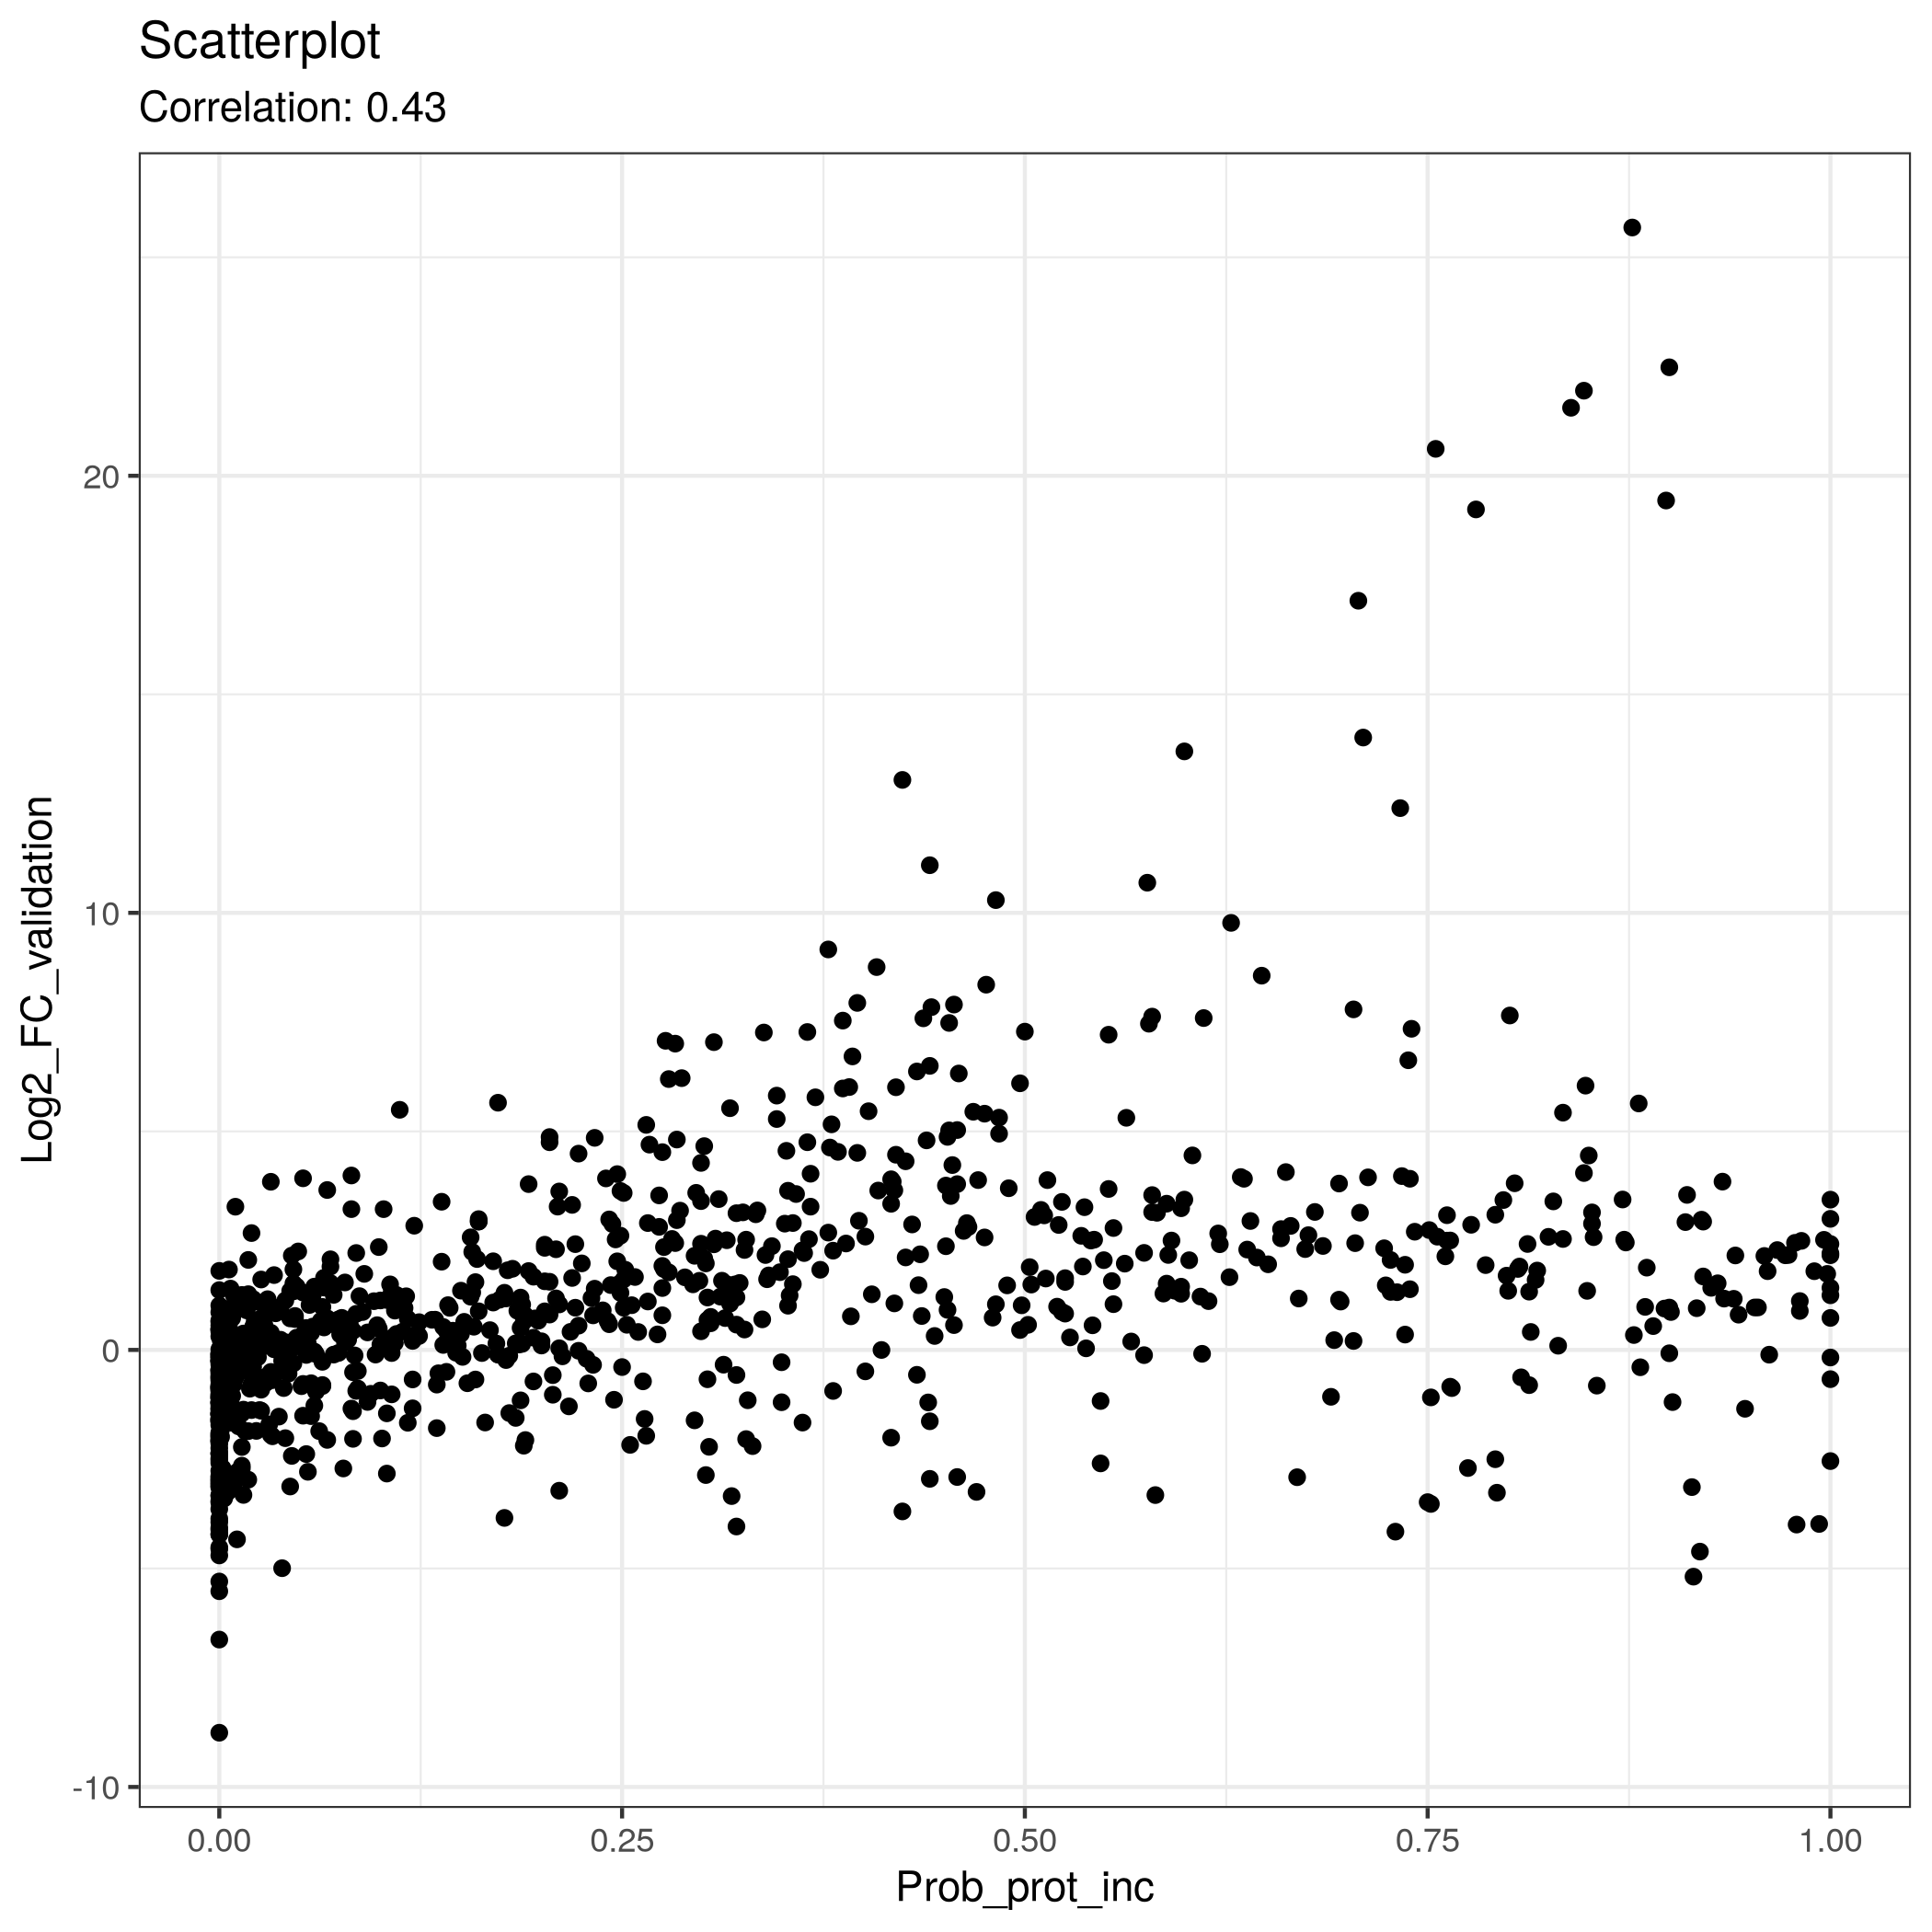 Scatterplot
Correlation: 0.43
20
10
0
-10
Log2_FC_validation
0.00 0.25 0.50 0.75 1.00
Prob_prot_inc